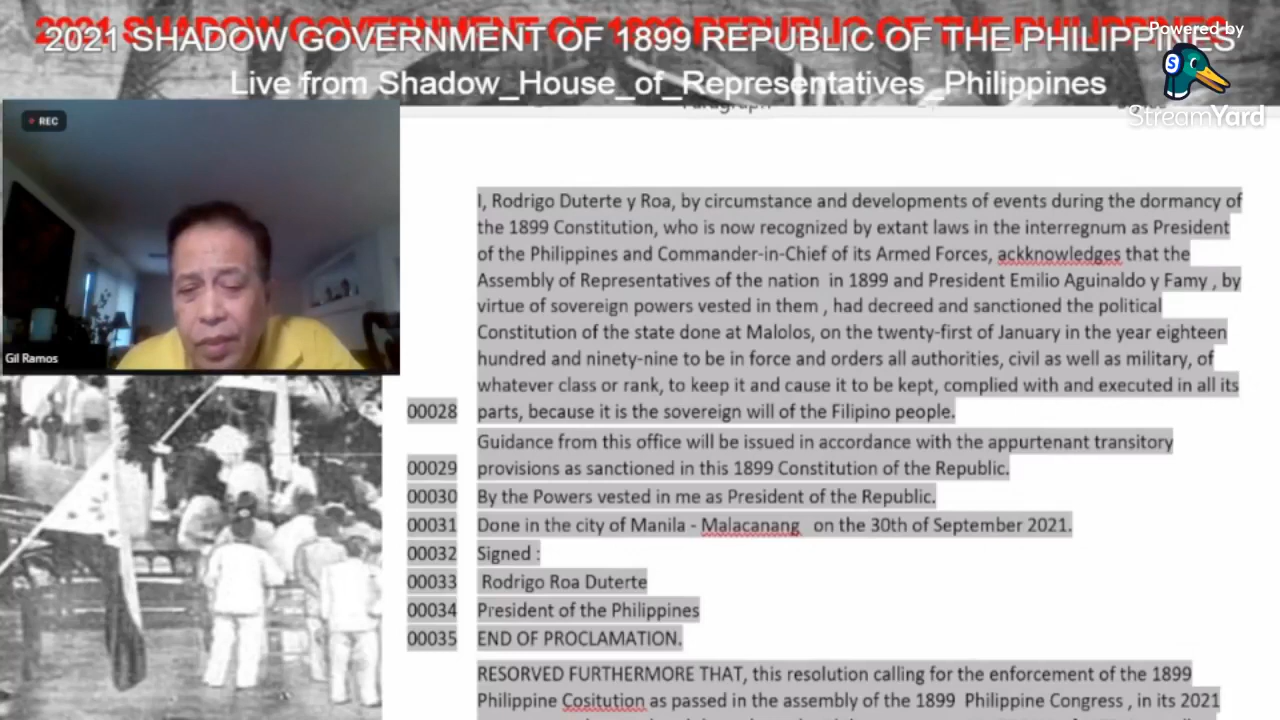 2021 SHADOW GOVERNMENT OF 1899 REPUBLIC OF THE PHILIPPINES
Live from Shadow_House_of_Representatives_Philippines
Powered by
S
StreamYard
REC
Gil Ramos
Paragraph
I, Rodrigo Duterte y Roa, by circumstance and developments of events during the dormancy of
the 1899 Constitution, who is now recognized by extant laws in the interregnum as President
of the Philippines and Commander-in-Chief of its Armed Forces, ackknowledges that the
Assembly of Representatives of the nation in 1899 and President Emilio Aguinaldo y Famy , by
virtue of sovereign powers vested in them , had decreed and sanctioned the political
Constitution of the state done at Malolos, on the twenty-first of January in the year eighteen
hundred and ninety-nine to be in force and orders all authorities, civil as well as military, of
whatever class or rank, to keep it and cause it to be kept, complied with and executed in all its
00028 parts, because it is the sovereign will of the Filipino people.
Guidance from this office will be issued in accordance with the appurtenant transitory
00029 provisions as sanctioned in this 1899 Constitution of the Republic.
00030 By the Powers vested in me as President of the Republic.
00031 Done in the city of Manila - Malacanang on the 30th of September 2021.
00032 Signed :
00033 Rodrigo Roa Duterte
00034 President of the Philippines
00035 END OF PROCLAMATION.
RESORVED FURTHERMORE THAT, this resolution calling for the enforcement of the 1899
Philippine Cositution as passed in the assembly of the 1899 Philippine Congress , in its 2021